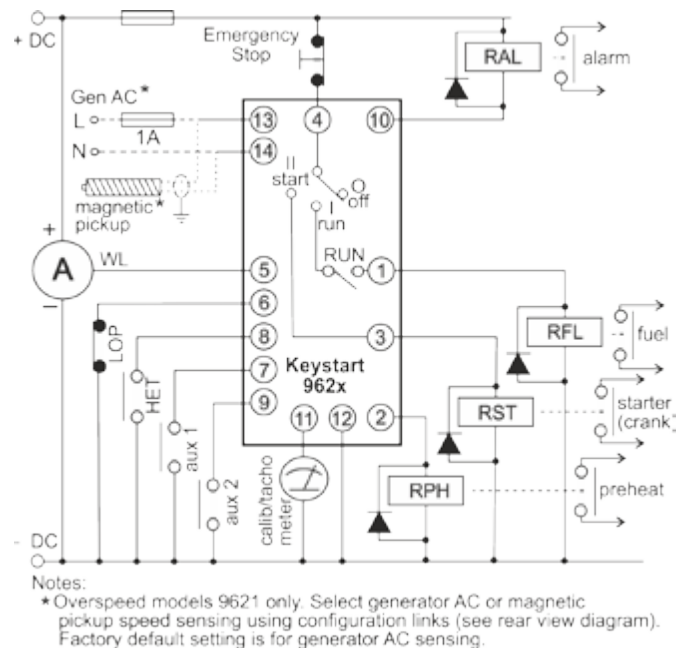 + DC
Emergency
Stop
RAL
alarm
Gen AC*
L
1A
N
13
14
4
10
magnetic*
pickup
II
start
O
off
I
run
RUN
+
A
WL
-
5
6
8
7
9
1
3
2
Keystart
962x
11
12
LOP
HET
aux 1
aux 2
calib/tacho
meter
RFL
fuel
RST
starter
(crank)
RPH
preheat
- DC
Notes:
* Overspeed models 9621 only. Select generator AC or magnetic
pickup speed sensing using configuration links (see rear view diagram).
Factory default setting is for generator AC sensing.